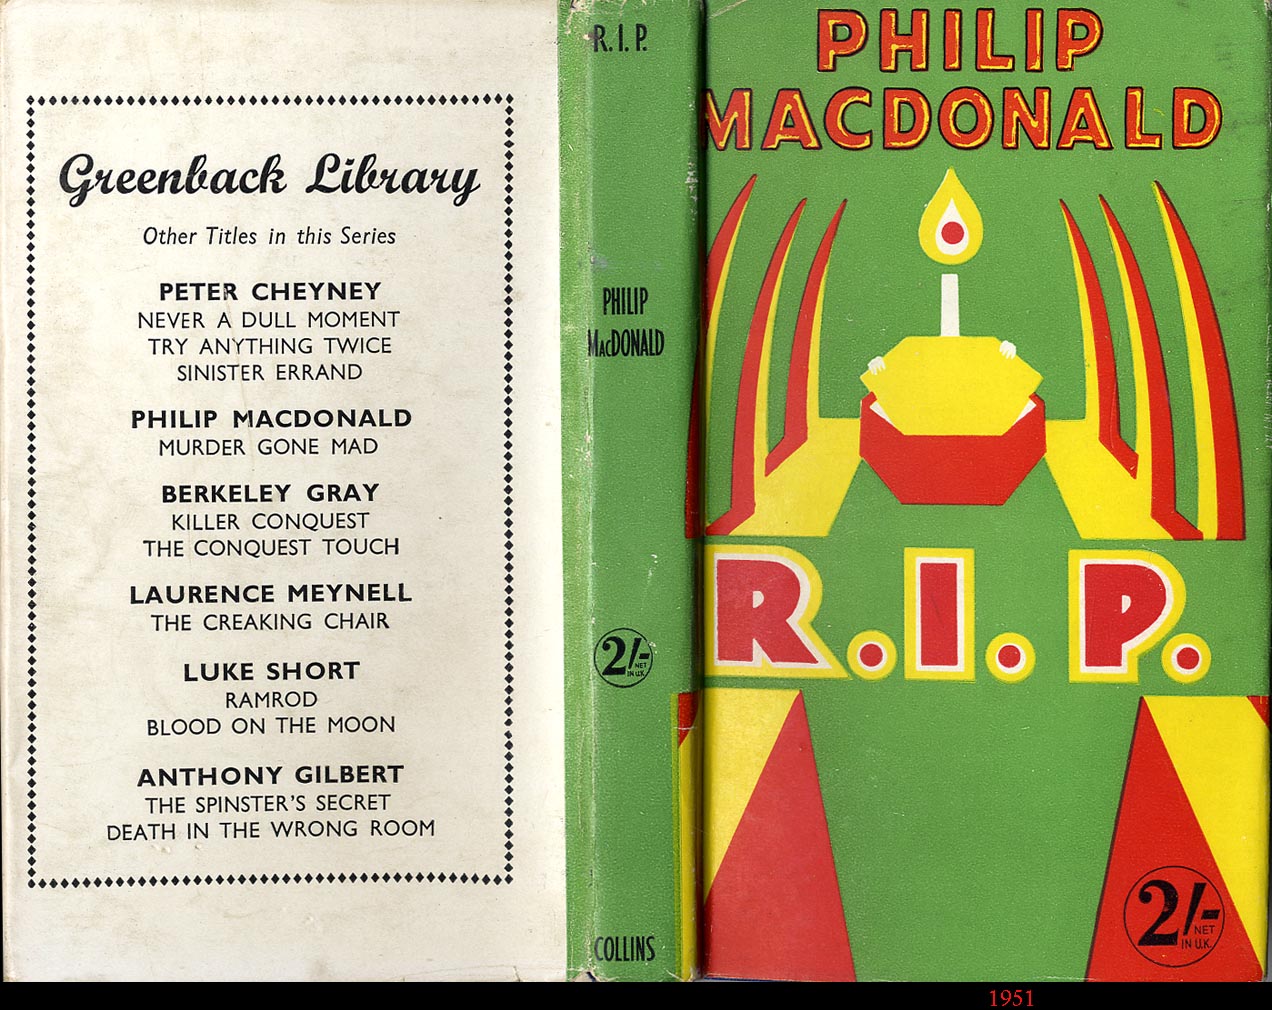 Greenback Library
Other Titles in this Series
PETER CHEYNEY
NEVER A DULL MOMENT
TRY ANYTHING TWICE
SINISTER ERRAND
PHILIP MACDONALD
MURDER GONE MAD
BERKELEY GRAY
KILLER CONQUEST
THE CONQUEST TOUCH
LAURENCE MEYNELL
THE CREAKING CHAIR
LUKE SHORT
RAMROD
BLOOD ON THE MOON
ANTHONY GILBERT
THE SPINSTER'S SECRET
DEATH IN THE WRONG ROOM
R.I.P.
PHILIP
MacDONALD
2/-
NET
IN U.K.
COLLINS
PHILIP
MACDONALD
R.I.P.
2/-
NET
IN U.K.
1951